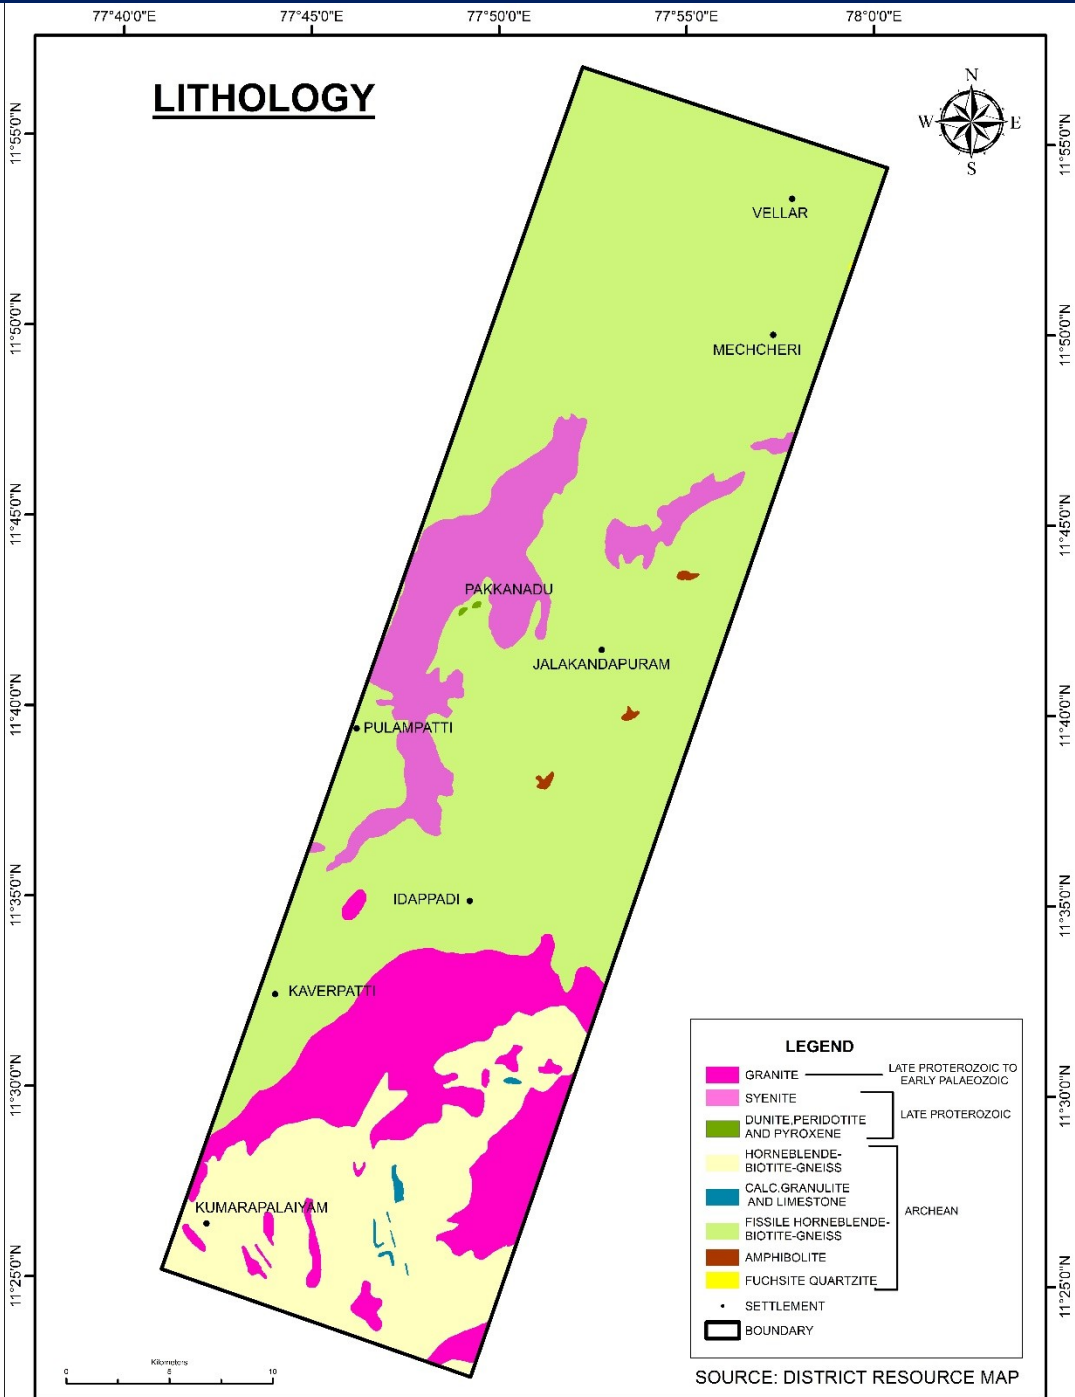 77°40'0"E 77°45'0"E 77°50'0"E 77°55'0"E 78°0'0"E
LITHOLOGY
N
W E
S
11°55'0"N 11°55'0"N
VELLAR
11°50'0"N 11°50'0"N
MECHCHERI
11°45'0"N 11°45'0"N
PAKKANADU
JALAKANDAPURAM
11°40'0"N 11°40'0"N
PULAMPATTI
11°35'0"N 11°35'0"N
IDAPPADI
KAVERPATTI
11°30'0"N 11°30'0"N
KUMARAPALAIYAM
11°25'0"N 11°25'0"N
LEGEND
GRANITE
LATE PROTEROZOIC TO
EARLY PALAEOZOIC
SYENITE
DUNITE,PERIDOTITE
AND PYROXENE
LATE PROTEROZOIC
HORNEBLENDE-
BIOTITE-GNEISS
CALC.GRANULITE
AND LIMESTONE
FISSILE HORNEBLENDE-
BIOTITE-GNEISS
AMPHIBOLITE
FUCHSITE QUARTZITE
ARCHEAN
SETTLEMENT
BOUNDARY
Kilometers
0 5 10
SOURCE: DISTRICT RESOURCE MAP